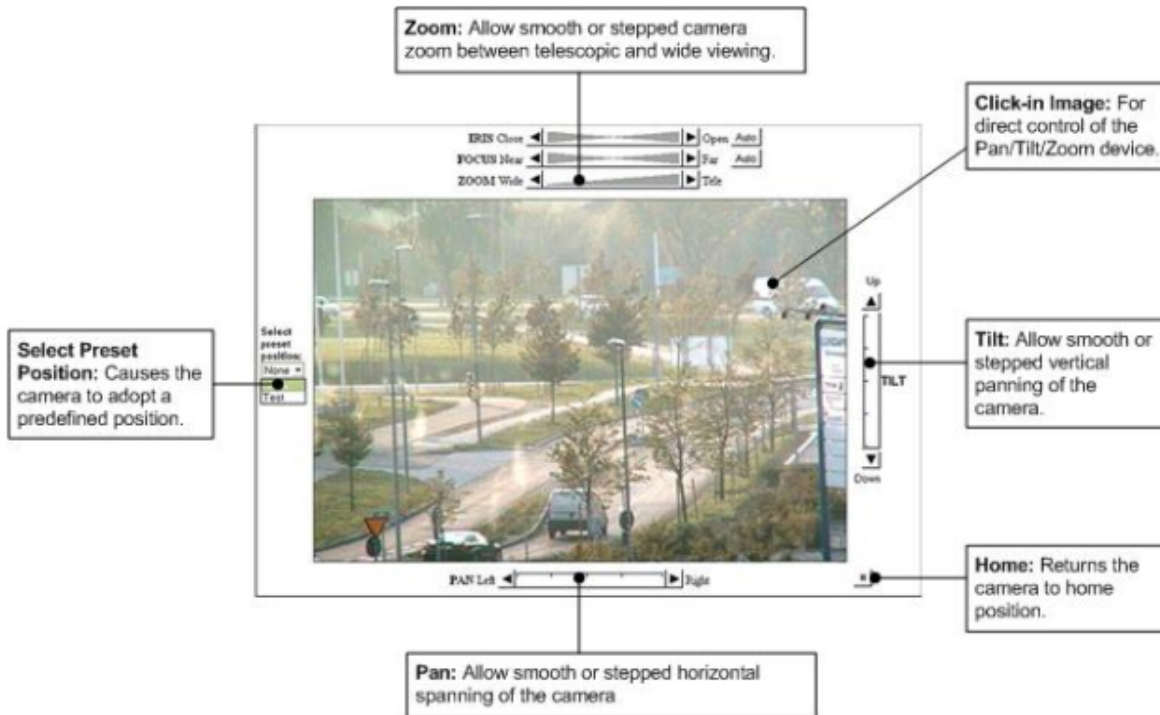 Zoom: Allow smooth or stepped camera
zoom between telescopic and wide viewing.
Click-in Image: For
direct control of the
Pan/Tilt/Zoom device.
IRIS Close
Open Auto
FOCUS Near
Far Auto
ZOOM Wide
Tele
Up
TILT
Down
Select
preset
position:
None
Test
Select Preset
Position: Causes the
camera to adopt a
predefined position.
Tilt: Allow smooth or
stepped vertical
panning of the
camera.
PAN Left
Right
H
Home: Returns the
camera to home
position.
Pan: Allow smooth or stepped horizontal
spanning of the camera